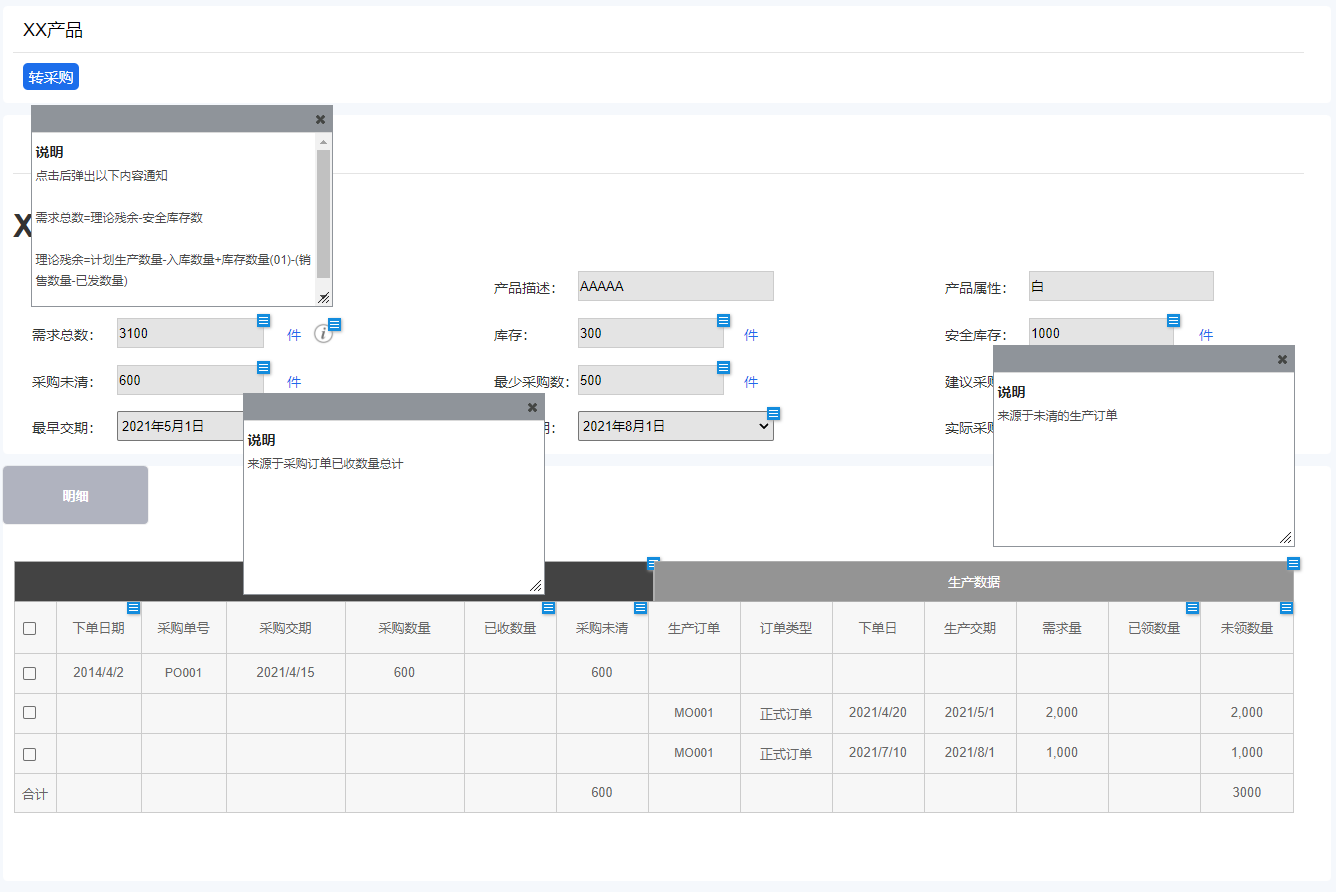 XX产品
转采购
说明
点击后弹出以下内容通知
需求总数=理论残余-安全库存数
理论残余=计划生产数量-入库数量+库存数量(01)-(销
售数量-已发数量)
X
产品描述: AAAAA 产品属性: 白
需求总数: 3100 件 库存: 300 件 安全库存: 1000 件
采购未清: 600 件 最少采购数: 500 件 建议采购
最早交期: 2021年5月1日 期: 2021年8月1日 实际采购
说明
来源于采购订单已收数量总计
说明
来源于未清的生产订单
明细
生产数据
下单日期 采购单号 采购交期 采购数量 已收数量 采购未清 生产订单 订单类型 下单日 生产交期 需求量 已领数量 未领数量
2014/4/2 PO001 2021/4/15 600 600
MO001 正式订单 2021/4/20 2021/5/1 2,000 2,000
MO001 正式订单 2021/7/10 2021/8/1 1,000 1,000
合计 600 3000